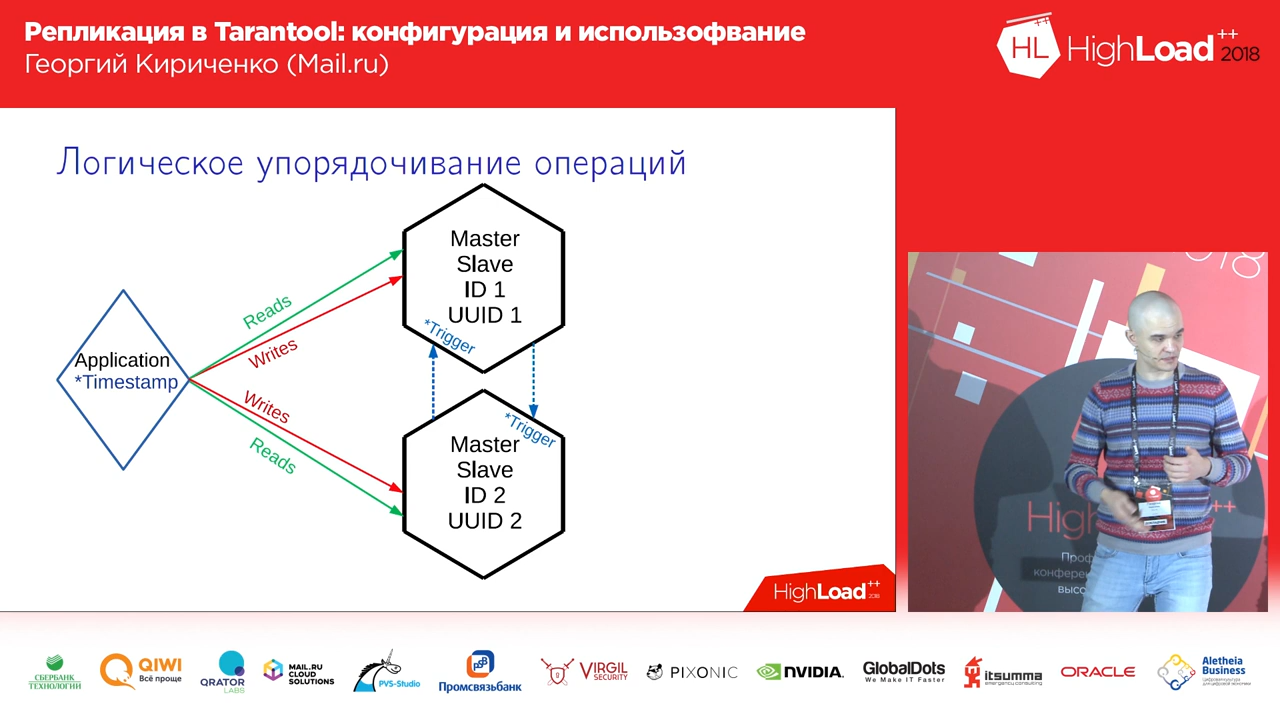 Репликация в Tarantool: конфигурация и использофвание
Георгий Кириченко (Mail.ru)
HL ++
HighLoad ++ 2018
Логическое упорядочивание операций
Master
Slave
ID 1
UUID 1
*Trigger
Reads
Writes
Application
*Timestamp
Writes
Reads
*Trigger
Master
Slave
ID 2
UUID 2
HighLoad ++
2018
СБЕРБАНК
ТЕХНОЛОГИИ
QIWI
Всё проще
QRATOR
LABS
MAIL.RU
CLOUD
SOLUTIONS
PVS-Studio
Промсвязьбанк
VIRGIL
SECURITY
PIXONIC
NVIDIA.
GlobalDots
We Make IT Faster
itsumma
emergency consulting
ORACLE
Aletheia
Business